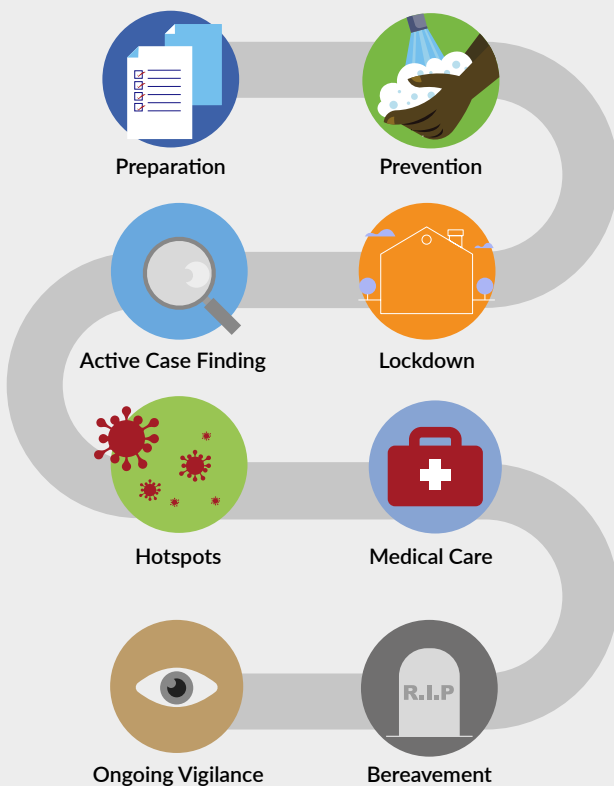 Preparation
Prevention
Active Case Finding
Lockdown
Hotspots
Medical Care
R.I.P
Ongoing Vigilance
Bereavement